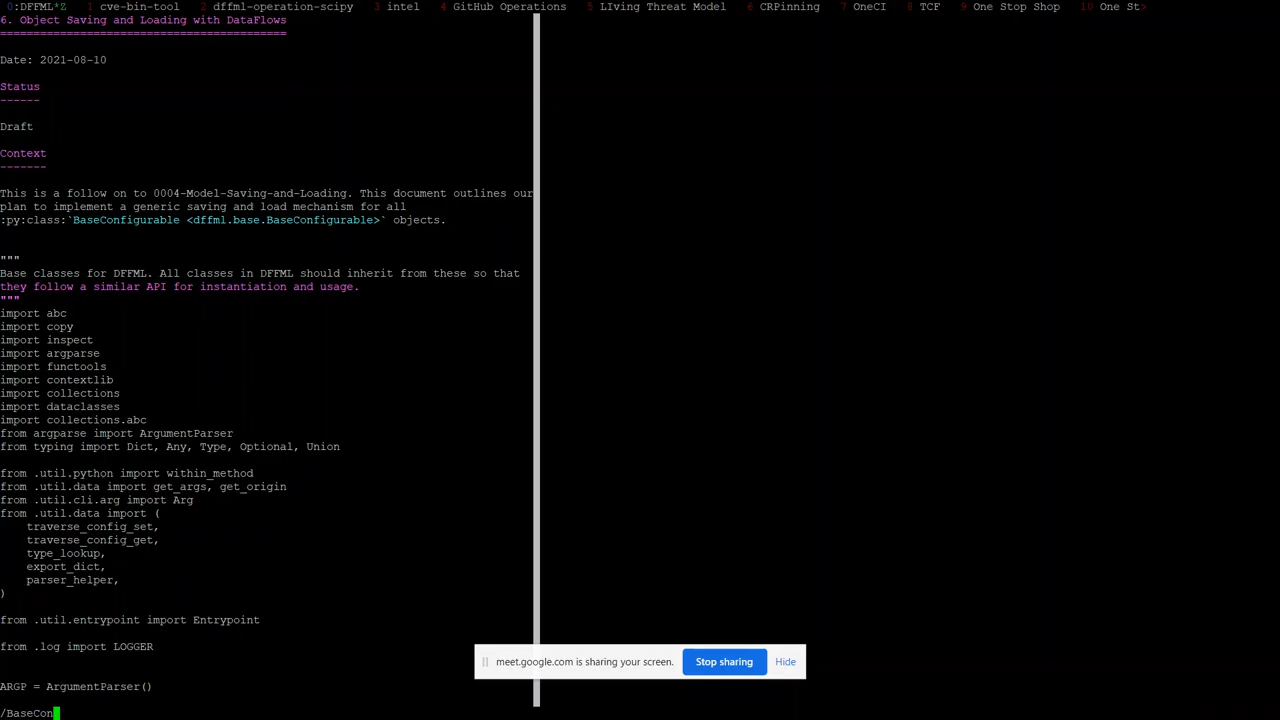 0:DFFML*Z  1 cve-bin-tool  2 dffml-operation-scipy  3 intel  4 GitHub Operations  5 LIving Threat Model  6 CRPinning  7 OneCI  8 TCF  9 One Stop Shop  10 One St>
6. Object Saving and Loading with DataFlows
===========================================
Date: 2021-08-10
Status
------
Draft
Context
-------
This is a follow on to 0004-Model-Saving-and-Loading. This document outlines our
plan to implement a generic saving and load mechanism for all
:py:class:`BaseConfigurable <dffml.base.BaseConfigurable>` objects.
"""
Base classes for DFFML. All classes in DFFML should inherit from these so that
they follow a similar API for instantiation and usage.
"""
import abc
import copy
import inspect
import argparse
import functools
import contextlib
import collections
import dataclasses
import collections.abc
from argparse import ArgumentParser
from typing import Dict, Any, Type, Optional, Union
from .util.python import within_method
from .util.data import get_args, get_origin
from .util.cli.arg import Arg
from .util.data import (
    traverse_config_set,
    traverse_config_get,
    type_lookup,
    export_dict,
    parser_helper,
)
from .util.entrypoint import Entrypoint
from .log import LOGGER
meet.google.com is sharing your screen. Stop sharing Hide
ARGP = ArgumentParser()
/BaseCon